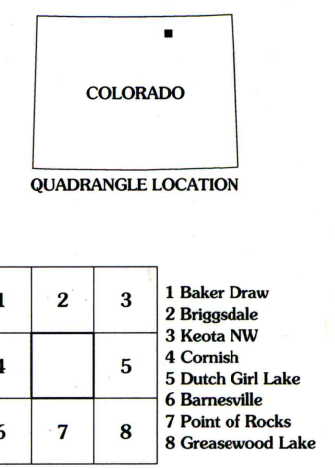 COLORADO
QUADRANGLE LOCATION
1 2 3
4 5
6 7 8
1 Baker Draw
2 Briggsdale
3 Keota NW
4 Cornish
5 Dutch Girl Lake
6 Barnesville
7 Point of Rocks
8 Greasewood Lake